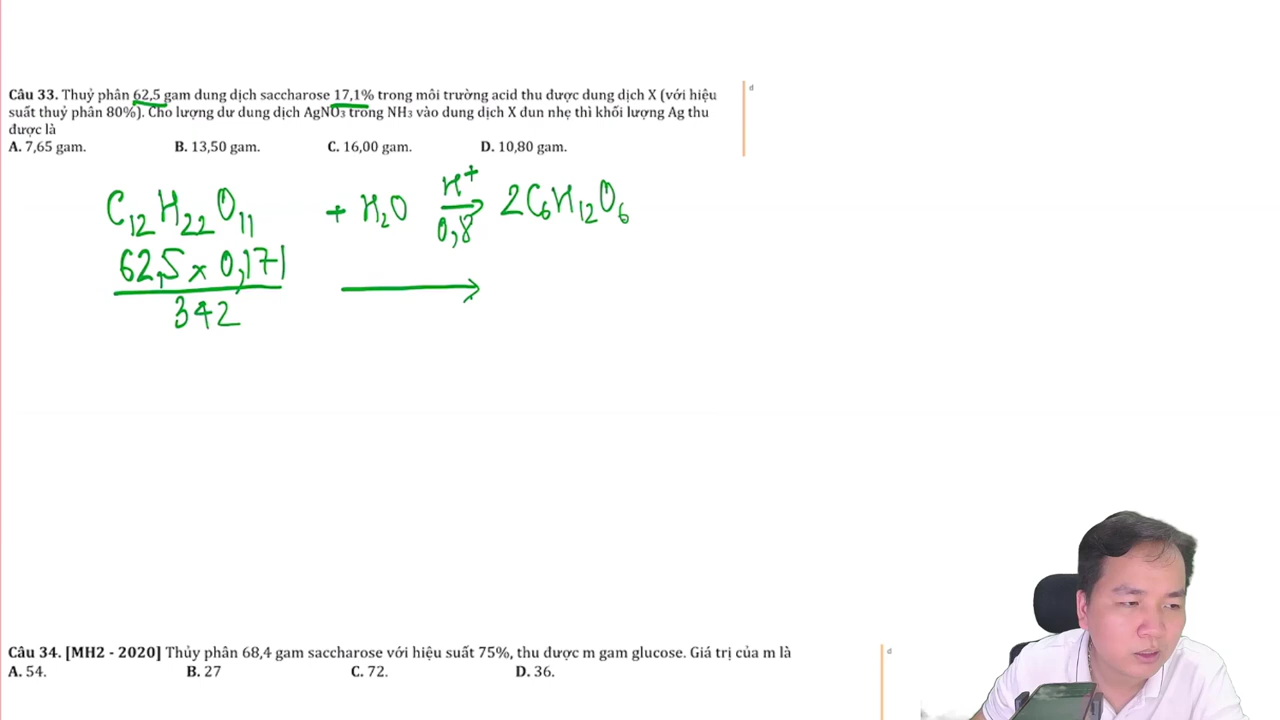 Câu 33. Thuỷ phân 62,5 gam dung dịch saccharose 17,1% trong môi trường acid thu được dung dịch X (với hiệu
suất thuỷ phân 80%). Cho lượng dư dung dịch AgNO₃ trong NH₃ vào dung dịch X đun nhẹ thì khối lượng Ag thu
được là
A. 7,65 gam. B. 13,50 gam. C. 16,00 gam. D. 10,80 gam.
C₁₂H₂₂O₁₁ + H₂O H⁺ → 0,8 2C₆H₁₂O₆
62,5 x 0,171 →
342
Câu 34. [MH2 - 2020] Thủy phân 68,4 gam saccharose với hiệu suất 75%, thu được m gam glucose. Giá trị của m là
A. 54. B. 27 C. 72. D. 36.
d
d